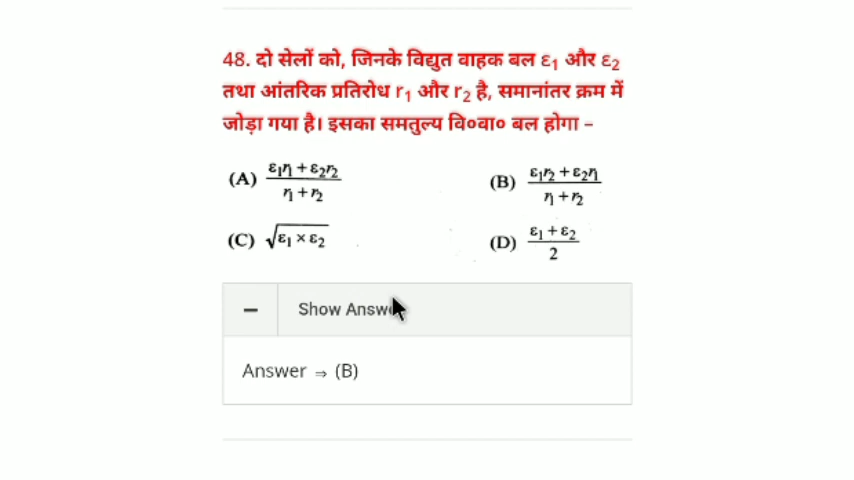 48. दो सेलों को, जिनके विद्युत वाहक बल ε₁ और ε₂
तथा आंतरिक प्रतिरोध r₁ और r₂ है, समानांतर क्रम में
जोड़ा गया है। इसका समतुल्य वि०वा० बल होगा –
(A) (ε₁r₁ + ε₂r₂)/(r₁ + r₂) (B) (ε₁r₂ + ε₂r₁)/(r₁ + r₂)
(C) √(ε₁ × ε₂) (D) (ε₁ + ε₂)/2
– Show Answ
Answer ⇒ (B)